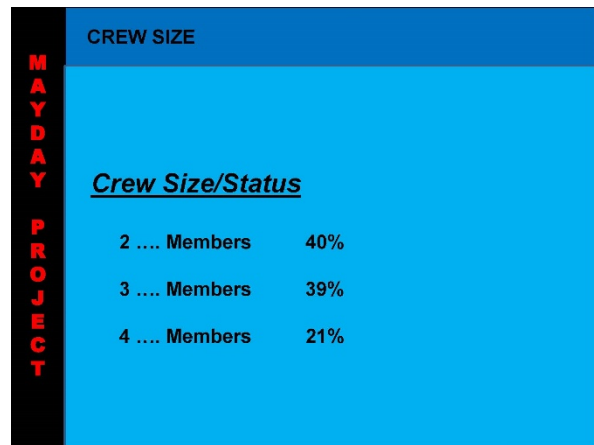 MAYDAY PROJECT
CREW SIZE
Crew Size/Status
2 .... Members 40%
3 .... Members 39%
4 .... Members 21%